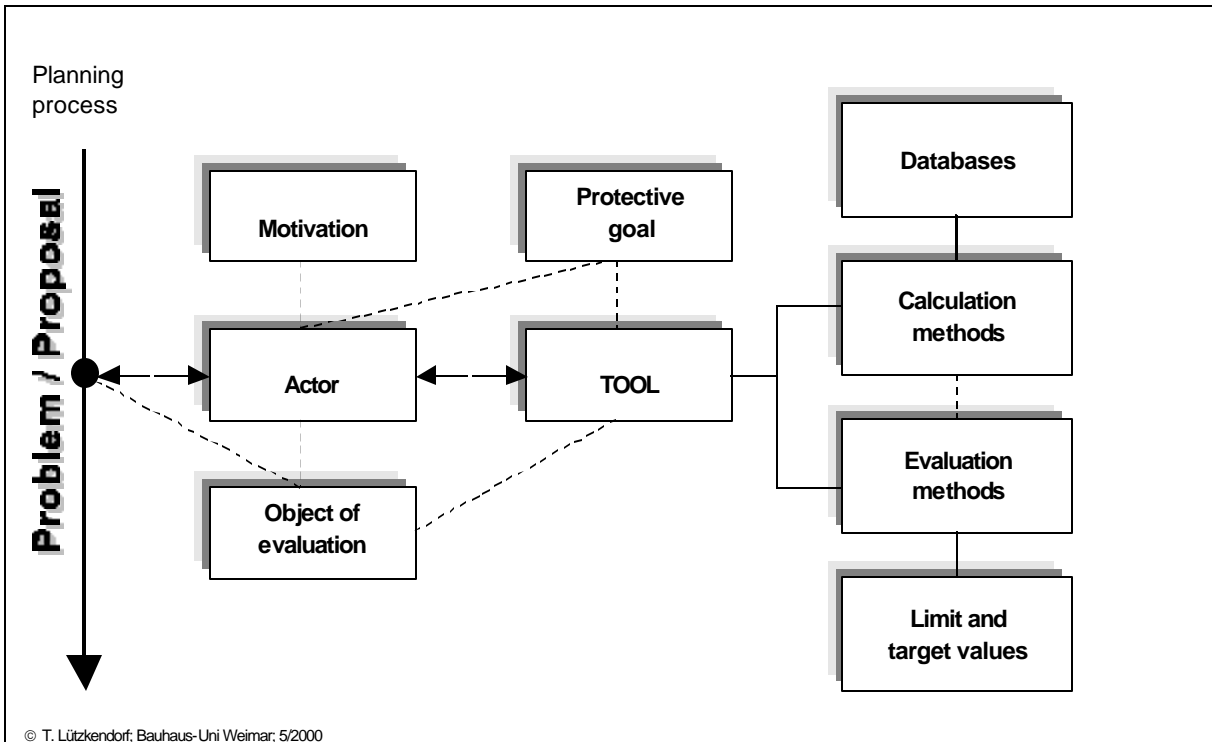 Planning
process
Problem / Proposal
Motivation
Protective
goal
Databases
Calculation
methods
Actor
TOOL
Evaluation
methods
Object of
evaluation
Limit and
target values
© T. Lützkendorf; Bauhaus-Uni Weimar; 5/2000